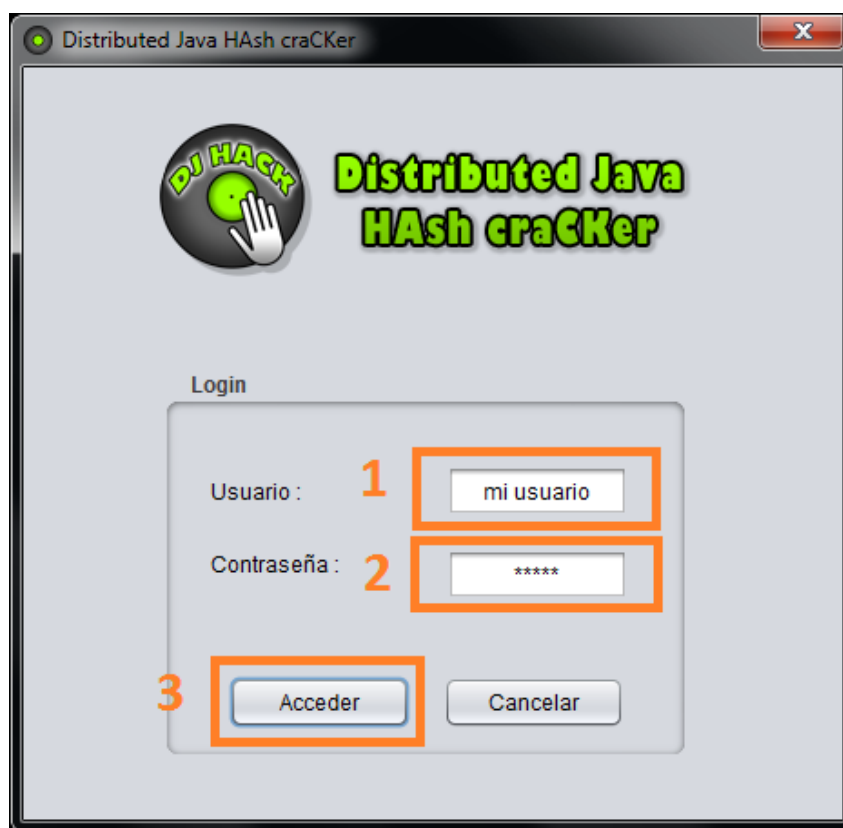 Distributed Java HAsh craCKer
x
DJ HACK
Distributed Java
HAsh craCKer
Login
Usuario : 1 mi usuario
Contraseña : 2 *****
3 Acceder Cancelar